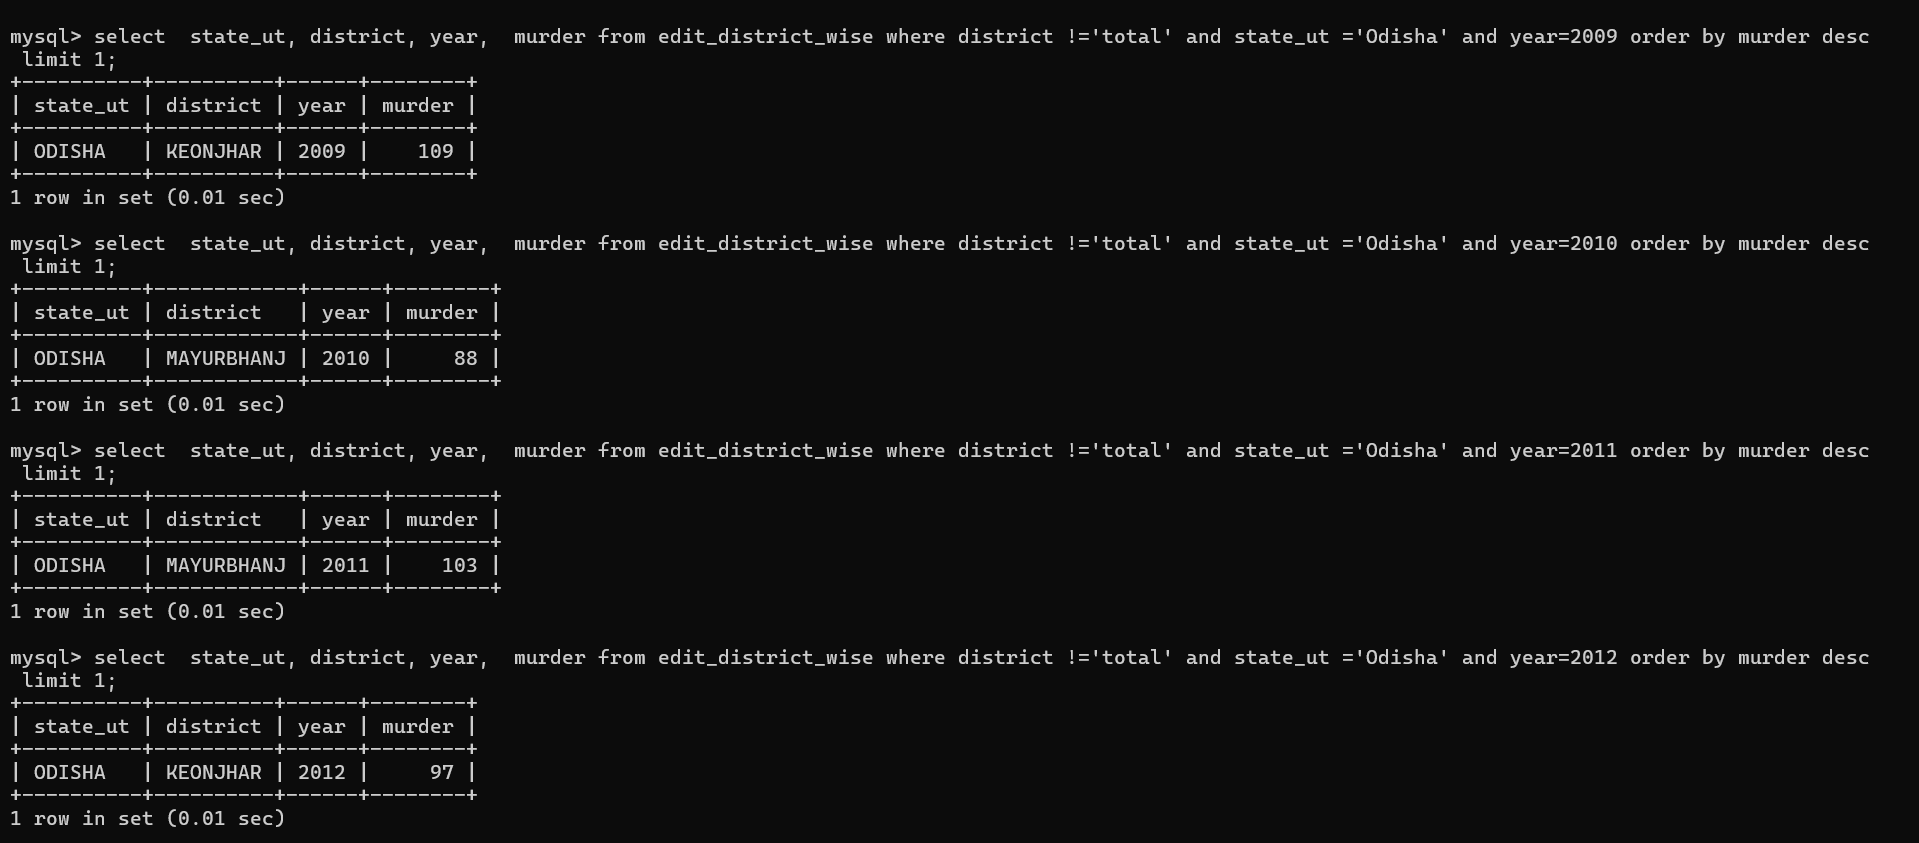 mysql> select  state_ut, district, year,  murder from edit_district_wise where district !='total' and state_ut ='Odisha' and year=2009 order by murder desc
 limit 1;
+----------+----------+------+--------+
| state_ut | district | year | murder |
+----------+----------+------+--------+
| ODISHA   | KEONJHAR | 2009 |    109 |
+----------+----------+------+--------+
1 row in set (0.01 sec)

mysql> select  state_ut, district, year,  murder from edit_district_wise where district !='total' and state_ut ='Odisha' and year=2010 order by murder desc
 limit 1;
+----------+------------+------+--------+
| state_ut | district   | year | murder |
+----------+------------+------+--------+
| ODISHA   | MAYURBHANJ | 2010 |     88 |
+----------+------------+------+--------+
1 row in set (0.01 sec)

mysql> select  state_ut, district, year,  murder from edit_district_wise where district !='total' and state_ut ='Odisha' and year=2011 order by murder desc
 limit 1;
+----------+------------+------+--------+
| state_ut | district   | year | murder |
+----------+------------+------+--------+
| ODISHA   | MAYURBHANJ | 2011 |    103 |
+----------+------------+------+--------+
1 row in set (0.01 sec)

mysql> select  state_ut, district, year,  murder from edit_district_wise where district !='total' and state_ut ='Odisha' and year=2012 order by murder desc
 limit 1;
+----------+----------+------+--------+
| state_ut | district | year | murder |
+----------+----------+------+--------+
| ODISHA   | KEONJHAR | 2012 |     97 |
+----------+----------+------+--------+
1 row in set (0.01 sec)